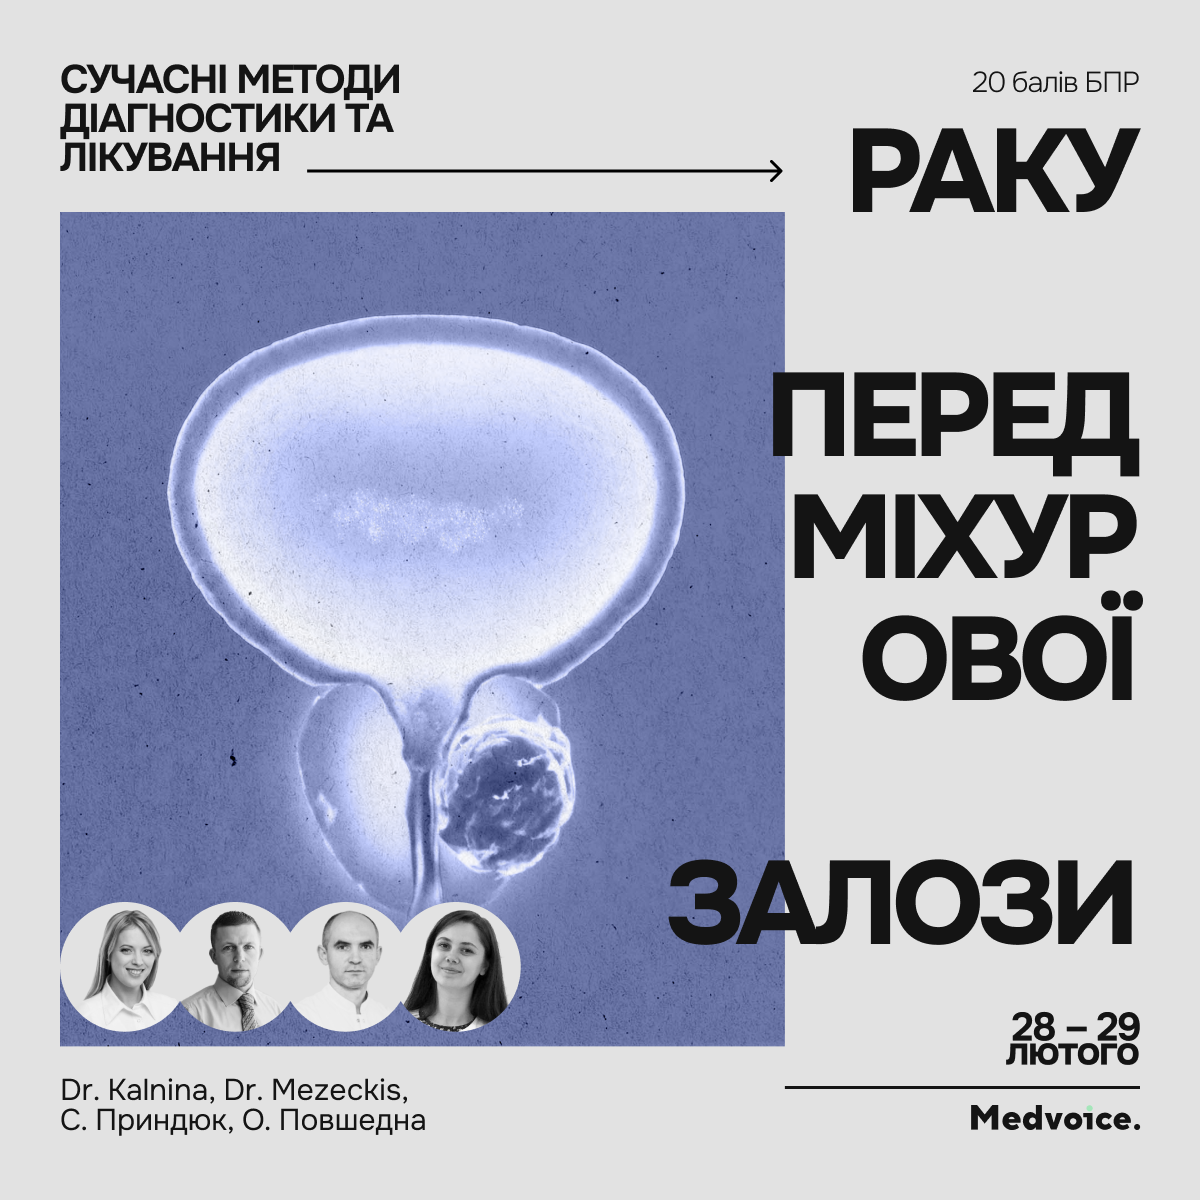 СУЧАСНІ МЕТОДИ
ДІАГНОСТИКИ ТА
ЛІКУВАННЯ
20 балів БПР
РАКУ
ПЕРЕД
МІХУР
ОВОЇ
ЗАЛОЗИ
28 – 29
ЛЮТОГО
Dr. Kalnina, Dr. Mezeckis,
С. Приндюк, О. Повшедна
Medvoice.